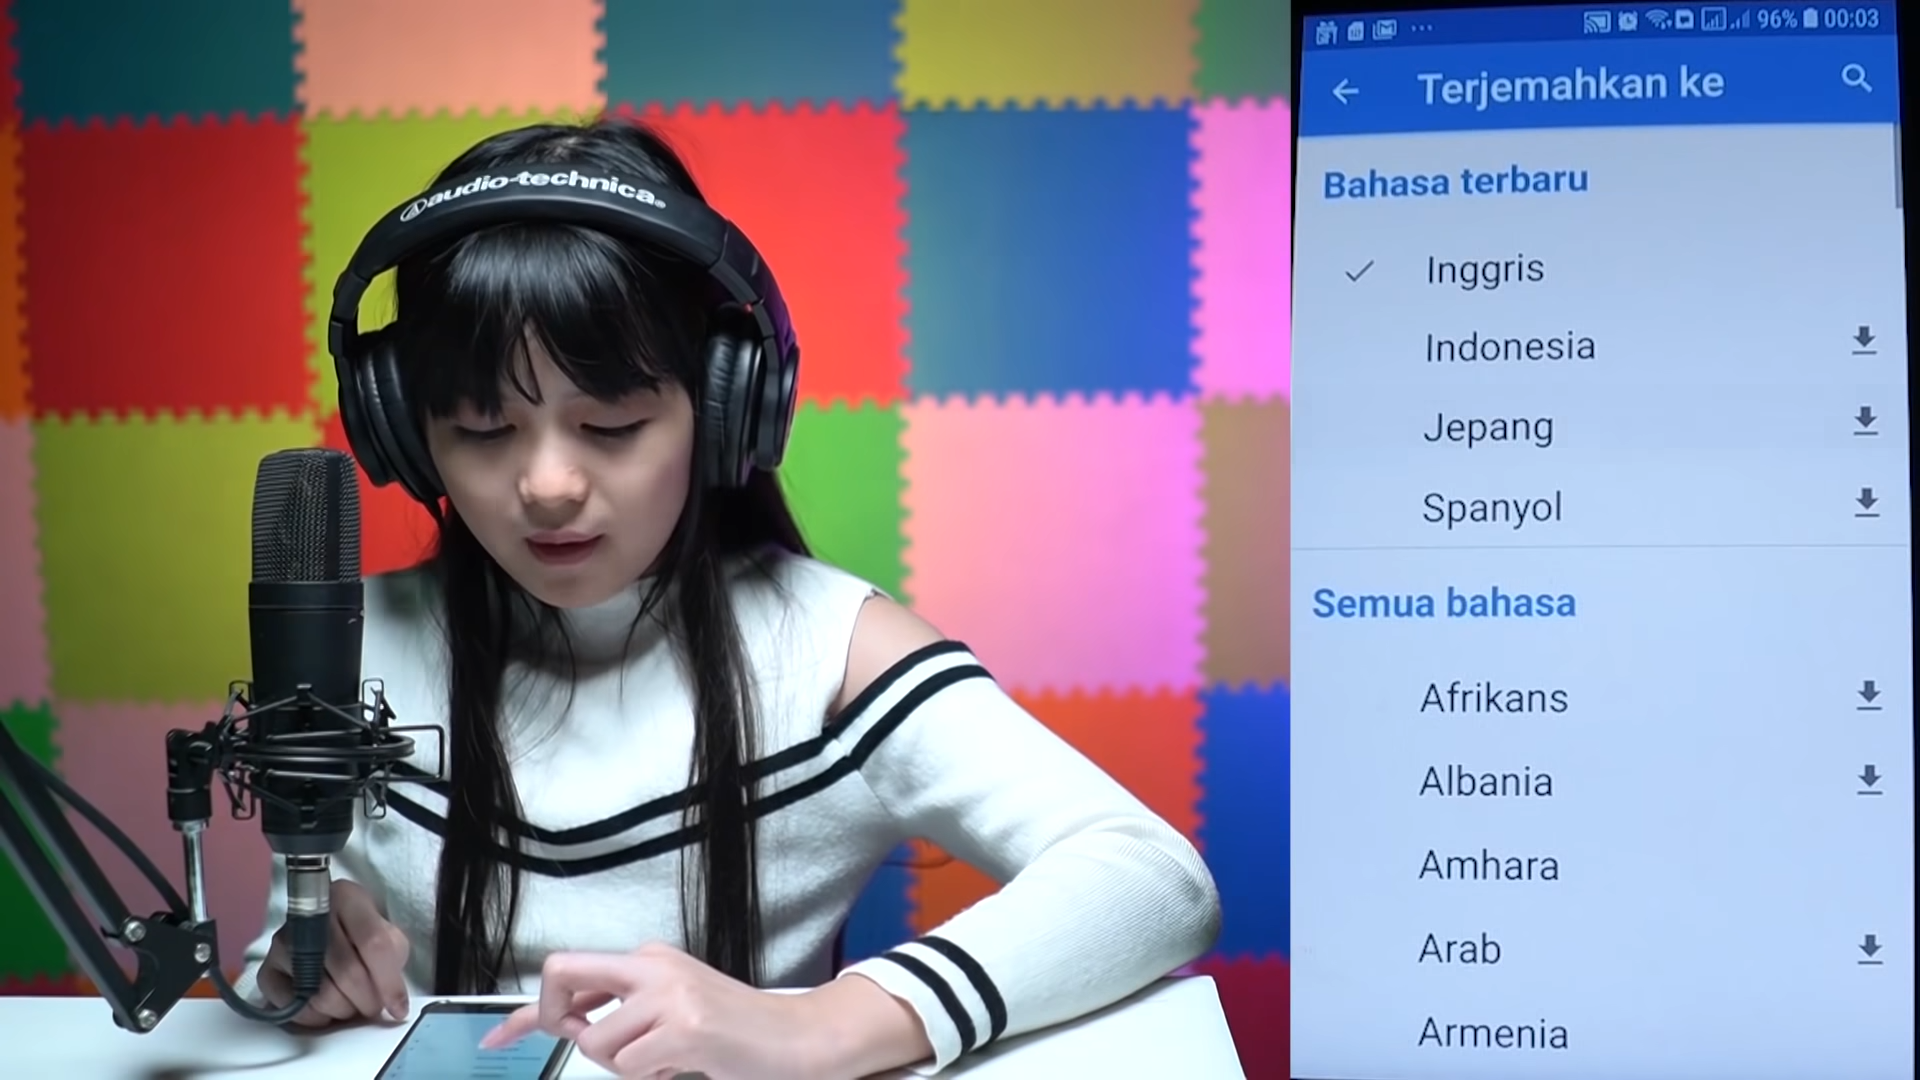 audio-technica
96% 00:03
Terjemahkan ke
Bahasa terbaru
Inggris
Indonesia
Jepang
Spanyol
Semua bahasa
Afrikans
Albania
Amhara
Arab
Armenia